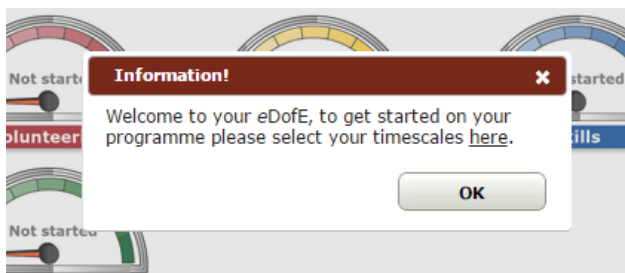 Information!
Not starte
started
Welcome to your eDofE, to get started on your
programme please select your timescales here.
olunteer
ills
OK
Not started